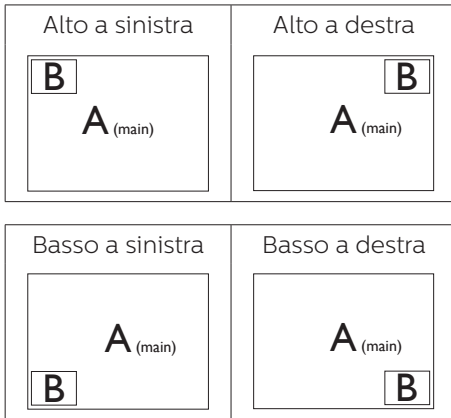 Alto a sinistra
Alto a destra
B
A (main)
B
A (main)
Basso a sinistra
Basso a destra
A (main)
B
A (main)
B